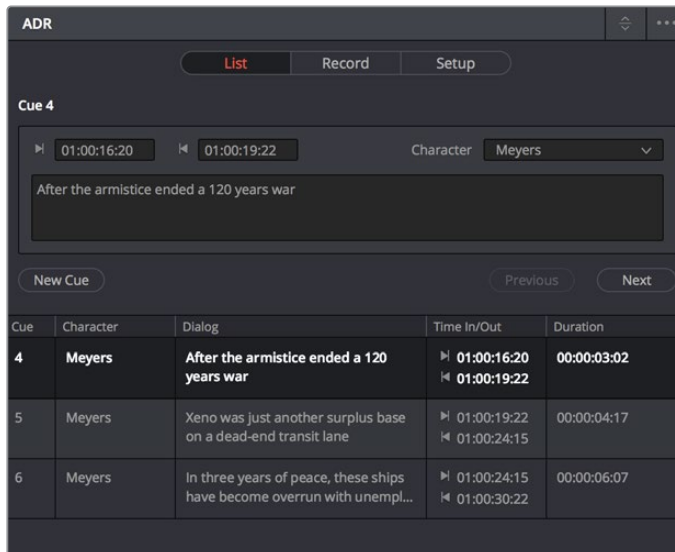 ADR
List Record Setup
Cue 4
01:00:16:20 01:00:19:22 Character Meyers
After the armistice ended a 120 years war
New Cue Previous Next
Cue Character Dialog Time In/Out Duration
4 Meyers After the armistice ended a 120 01:00:16:20 00:00:03:02
years war 01:00:19:22
5 Meyers Xeno was just another surplus base 01:00:19:22 00:00:04:17
on a dead-end transit lane 01:00:24:15
6 Meyers In three years of peace, these ships 01:00:24:15 00:00:06:07
have become overrun with unempl... 01:00:30:22